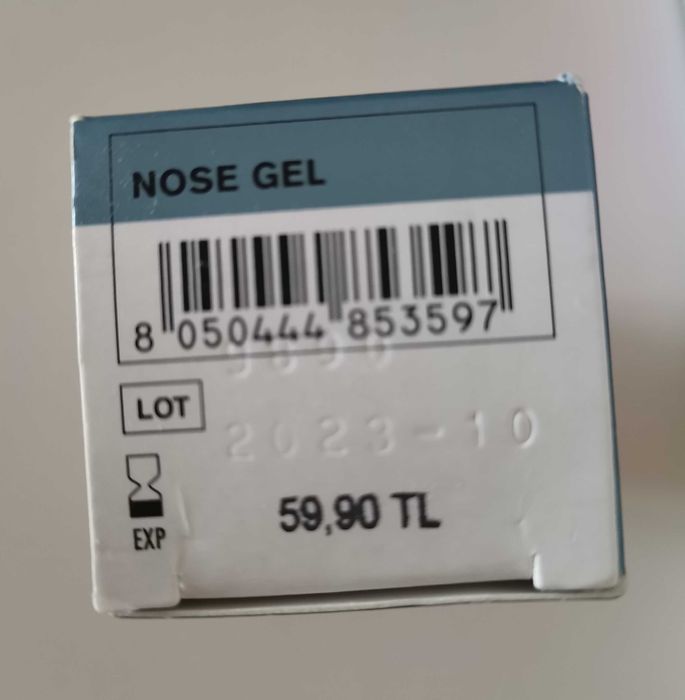 NOSE GEL
8 050444 853597
LOT
2023-10
59,90 TL
EXP